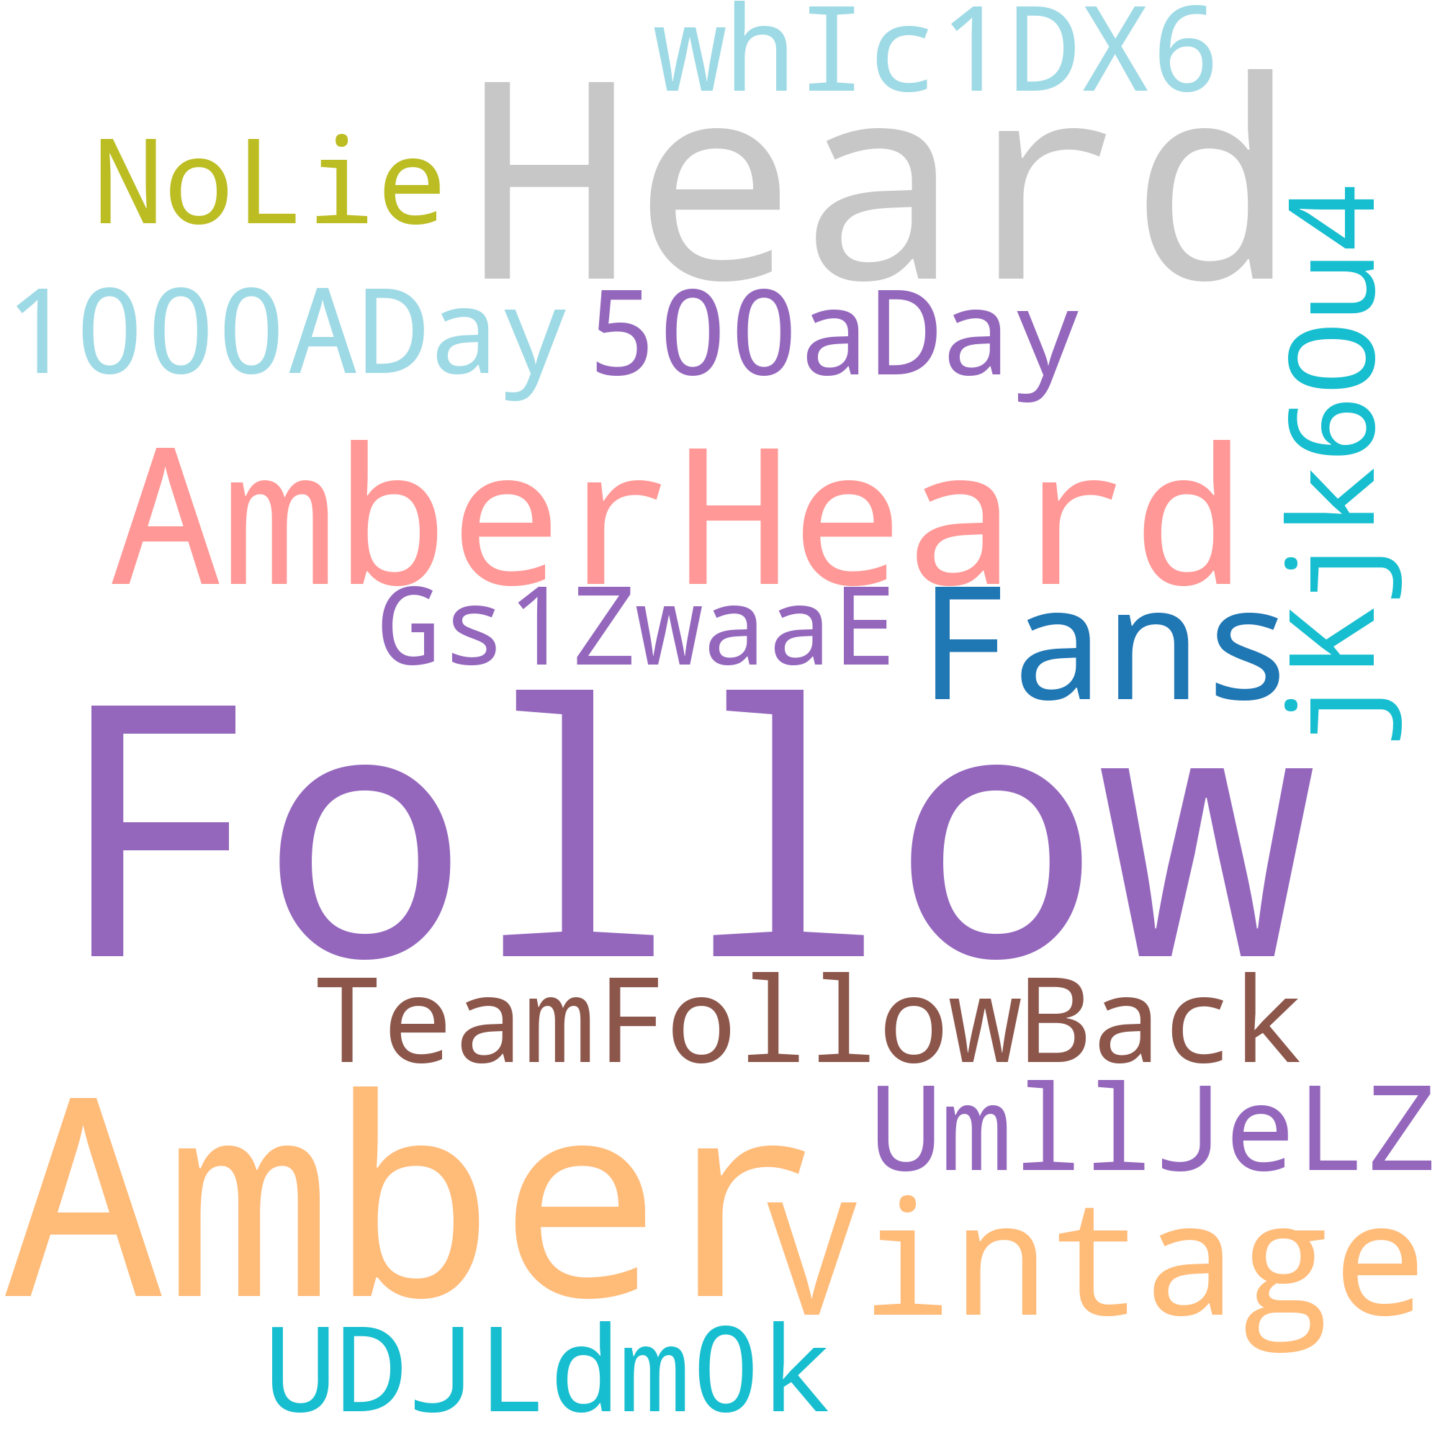 whIc1DX6
Heard
NoLie
1000ADay
500aDay
jKjk60u4
AmberHeard
Gs1ZwaaE
Fans
Follow
TeamFollowBack
Amber
UmllJeLZ
Vintage
UDJLdm0k